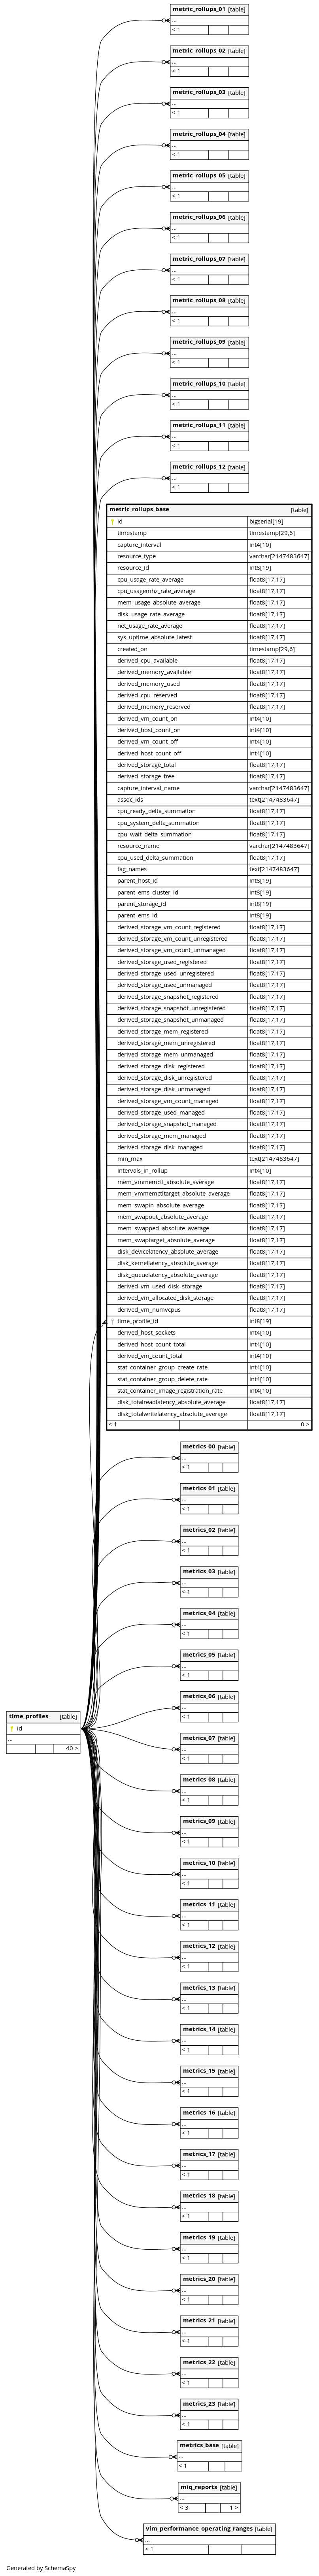 metric_rollups_01 [table]
...
< 1
metric_rollups_02 [table]
...
< 1
metric_rollups_03 [table]
...
< 1
metric_rollups_04 [table]
...
< 1
metric_rollups_05 [table]
...
< 1
metric_rollups_06 [table]
...
< 1
metric_rollups_07 [table]
...
< 1
metric_rollups_08 [table]
...
< 1
metric_rollups_09 [table]
...
< 1
metric_rollups_10 [table]
...
< 1
metric_rollups_11 [table]
...
< 1
metric_rollups_12 [table]
...
< 1
metric_rollups_base [table]
id bigserial[19]
timestamp timestamp[29,6]
capture_interval int4[10]
resource_type varchar[2147483647]
resource_id int8[19]
cpu_usage_rate_average float8[17,17]
cpu_usagemhz_rate_average float8[17,17]
mem_usage_absolute_average float8[17,17]
disk_usage_rate_average float8[17,17]
net_usage_rate_average float8[17,17]
sys_uptime_absolute_latest float8[17,17]
created_on timestamp[29,6]
derived_cpu_available float8[17,17]
derived_memory_available float8[17,17]
derived_memory_used float8[17,17]
derived_cpu_reserved float8[17,17]
derived_memory_reserved float8[17,17]
derived_vm_count_on int4[10]
derived_host_count_on int4[10]
derived_vm_count_off int4[10]
derived_host_count_off int4[10]
derived_storage_total float8[17,17]
derived_storage_free float8[17,17]
capture_interval_name varchar[2147483647]
assoc_ids text[2147483647]
cpu_ready_delta_summation float8[17,17]
cpu_system_delta_summation float8[17,17]
cpu_wait_delta_summation float8[17,17]
resource_name varchar[2147483647]
cpu_used_delta_summation float8[17,17]
tag_names text[2147483647]
parent_host_id int8[19]
parent_ems_cluster_id int8[19]
parent_storage_id int8[19]
parent_ems_id int8[19]
derived_storage_vm_count_registered float8[17,17]
derived_storage_vm_count_unregistered float8[17,17]
derived_storage_vm_count_unmanaged float8[17,17]
derived_storage_used_registered float8[17,17]
derived_storage_used_unregistered float8[17,17]
derived_storage_used_unmanaged float8[17,17]
derived_storage_snapshot_registered float8[17,17]
derived_storage_snapshot_unregistered float8[17,17]
derived_storage_snapshot_unmanaged float8[17,17]
derived_storage_mem_registered float8[17,17]
derived_storage_mem_unregistered float8[17,17]
derived_storage_mem_unmanaged float8[17,17]
derived_storage_disk_registered float8[17,17]
derived_storage_disk_unregistered float8[17,17]
derived_storage_disk_unmanaged float8[17,17]
derived_storage_vm_count_managed float8[17,17]
derived_storage_used_managed float8[17,17]
derived_storage_snapshot_managed float8[17,17]
derived_storage_mem_managed float8[17,17]
derived_storage_disk_managed float8[17,17]
min_max text[2147483647]
intervals_in_rollup int4[10]
mem_vmmemctl_absolute_average float8[17,17]
mem_vmmemctltarget_absolute_average float8[17,17]
mem_swapin_absolute_average float8[17,17]
mem_swapout_absolute_average float8[17,17]
mem_swapped_absolute_average float8[17,17]
mem_swaptarget_absolute_average float8[17,17]
disk_devicelatency_absolute_average float8[17,17]
disk_kernellatency_absolute_average float8[17,17]
disk_queuelatency_absolute_average float8[17,17]
derived_vm_used_disk_storage float8[17,17]
derived_vm_allocated_disk_storage float8[17,17]
derived_vm_numvcpus float8[17,17]
time_profile_id int8[19]
derived_host_sockets int4[10]
derived_host_count_total int4[10]
derived_vm_count_total int4[10]
stat_container_group_create_rate int4[10]
stat_container_group_delete_rate int4[10]
stat_container_image_registration_rate int4[10]
disk_totalreadlatency_absolute_average float8[17,17]
disk_totalwritelatency_absolute_average float8[17,17]
< 1 0 >
metrics_00 [table]
...
< 1
metrics_01 [table]
...
< 1
metrics_02 [table]
...
< 1
metrics_03 [table]
...
< 1
metrics_04 [table]
...
< 1
metrics_05 [table]
...
< 1
metrics_06 [table]
...
< 1
time_profiles [table]
id
...
40 >
metrics_07 [table]
...
< 1
metrics_08 [table]
...
< 1
metrics_09 [table]
...
< 1
metrics_10 [table]
...
< 1
metrics_11 [table]
...
< 1
metrics_12 [table]
...
< 1
metrics_13 [table]
...
< 1
metrics_14 [table]
...
< 1
metrics_15 [table]
...
< 1
metrics_16 [table]
...
< 1
metrics_17 [table]
...
< 1
metrics_18 [table]
...
< 1
metrics_19 [table]
...
< 1
metrics_20 [table]
...
< 1
metrics_21 [table]
...
< 1
metrics_22 [table]
...
< 1
metrics_23 [table]
...
< 1
metrics_base [table]
...
< 1
miq_reports [table]
...
< 3 1 >
vim_performance_operating_ranges [table]
...
< 1
Generated by SchemaSpy